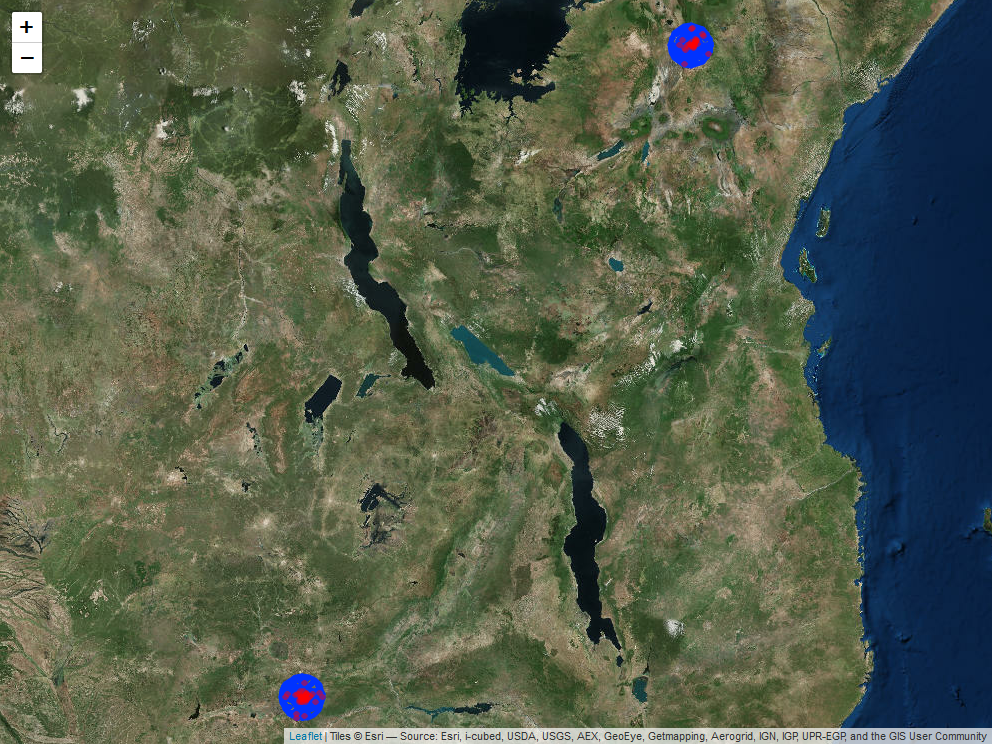 +
−
Leaflet | Tiles © Esri — Source: Esri, i-cubed, USDA, USGS, AEX, GeoEye, Getmapping, Aerogrid, IGN, IGP, UPR-EGP, and the GIS User Community